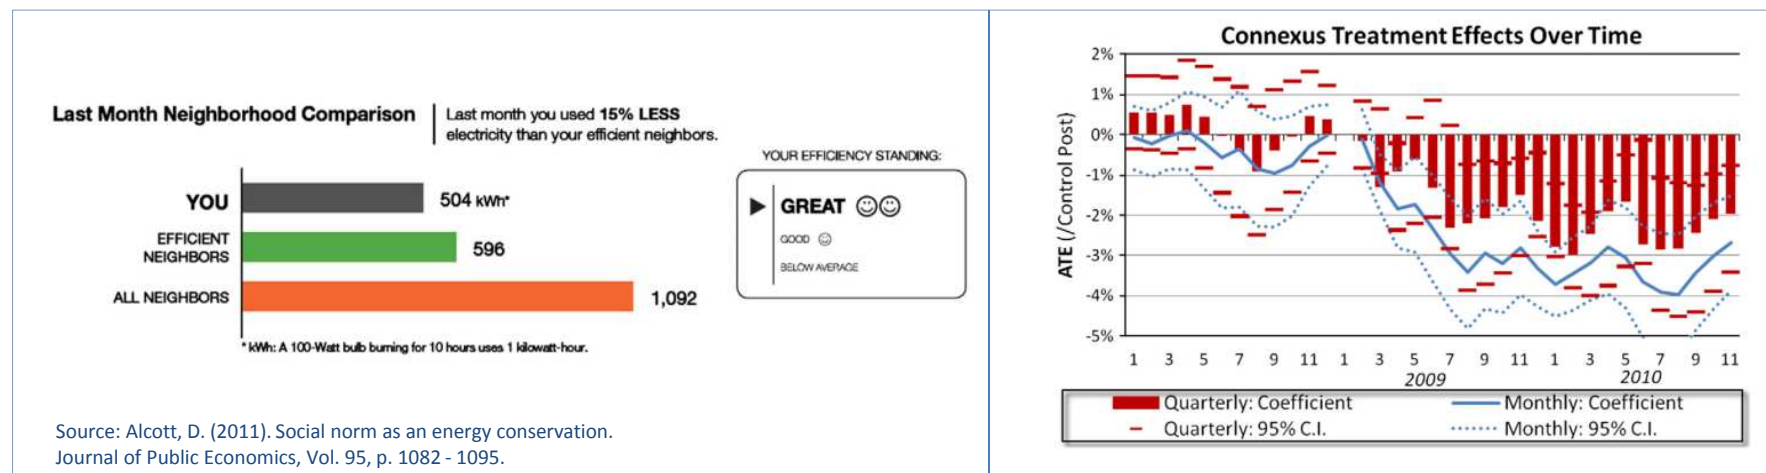 Last Month Neighborhood Comparison
Last month you used 15% LESS
electricity than your efficient neighbors.
YOU
504 kWh*
EFFICIENT
NEIGHBORS
596
ALL NEIGHBORS
1,092
* kWh: A 100-Watt bulb burning for 10 hours uses 1 kilowatt-hour.
YOUR EFFICIENCY STANDING:
GREAT
GOOD
BELOW AVERAGE
Source: Alcott, D. (2011). Social norm as an energy conservation.
Journal of Public Economics, Vol. 95, p. 1082 - 1095.
Connexus Treatment Effects Over Time
ATE (/Control Post)
2%
1%
0%
-1%
-2%
-3%
-4%
-5%
1 3 5 7 9 11 1 3 5 7 9 11 1 3 5 7 9 11
2009 2010
Quarterly: Coefficient Monthly: Coefficient
Quarterly: 95% C.I. Monthly: 95% C.I.